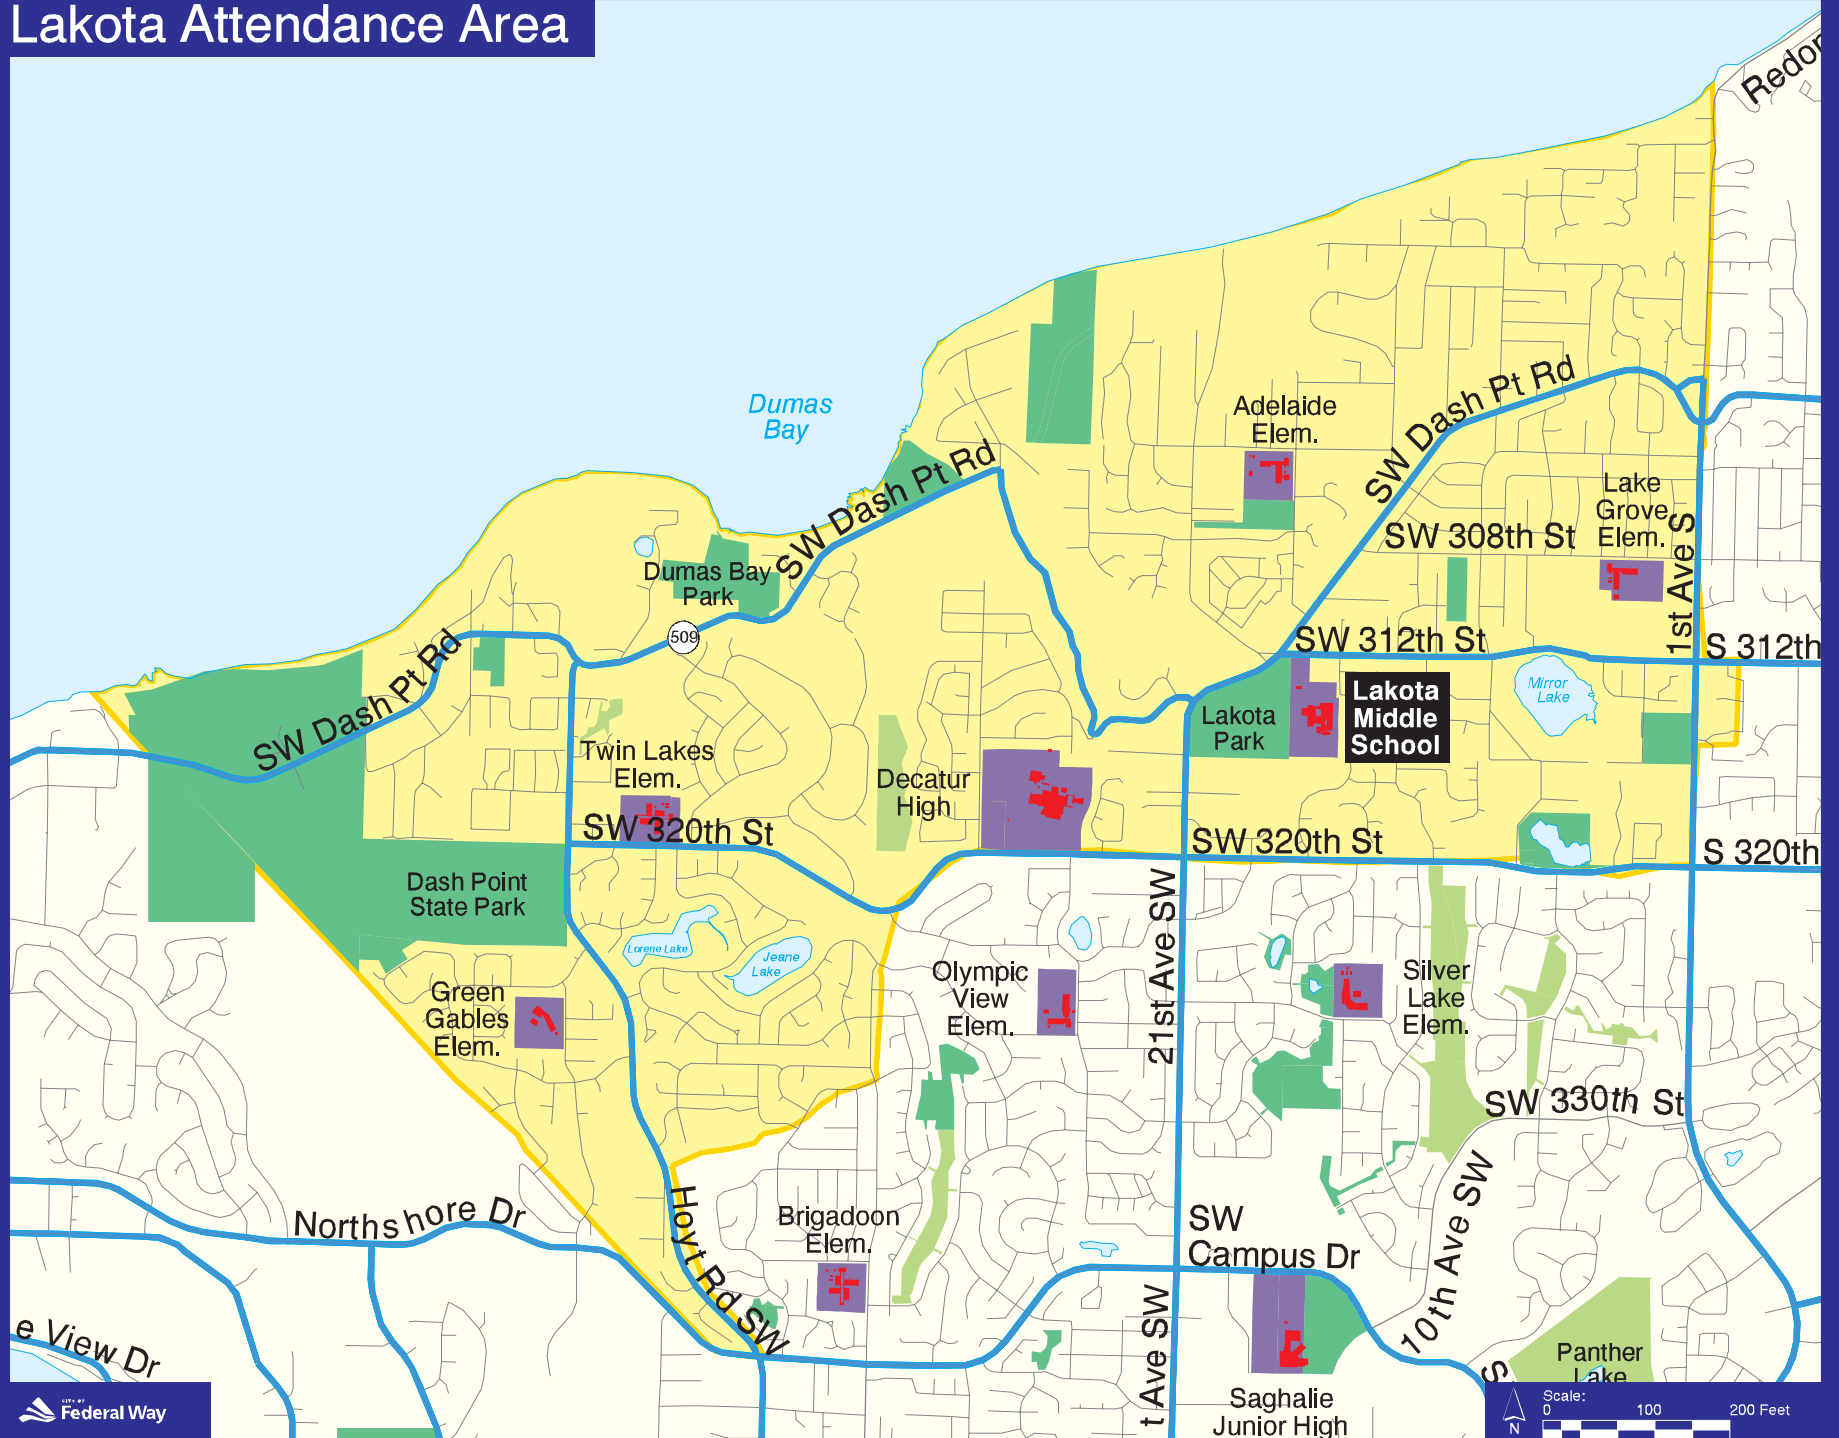 Lakota Attendance Area
Redon
Dumas
Bay
Adelaide
Elem.
SW Dash Pt Rd
SW Dash Pt Rd
Lake
Grove
Elem.
SW 308th St
1st Ave S
Dumas Bay
Park
509
SW Dash Pt Rd
SW 312th St
S 312th
Lakota
Park
Lakota
Middle
School
Mirror
Lake
Twin Lakes
Elem.
Decatur
High
SW 320th St
SW 320th St
S 320th
Dash Point
State Park
Lorene Lake
Jeane
Lake
Green
Gables
Elem.
Olympic
View
Elem.
21st Ave SW
Silver
Lake
Elem.
SW 330th St
Northshore Dr
Hoyt Rd SW
Brigadoon
Elem.
SW
Campus Dr
10th Ave SW
e View Dr
t Ave SW
Saghalie
Junior High
Panther
Lake
S
CITY OF
Federal Way
N
Scale:
0 100 200 Feet